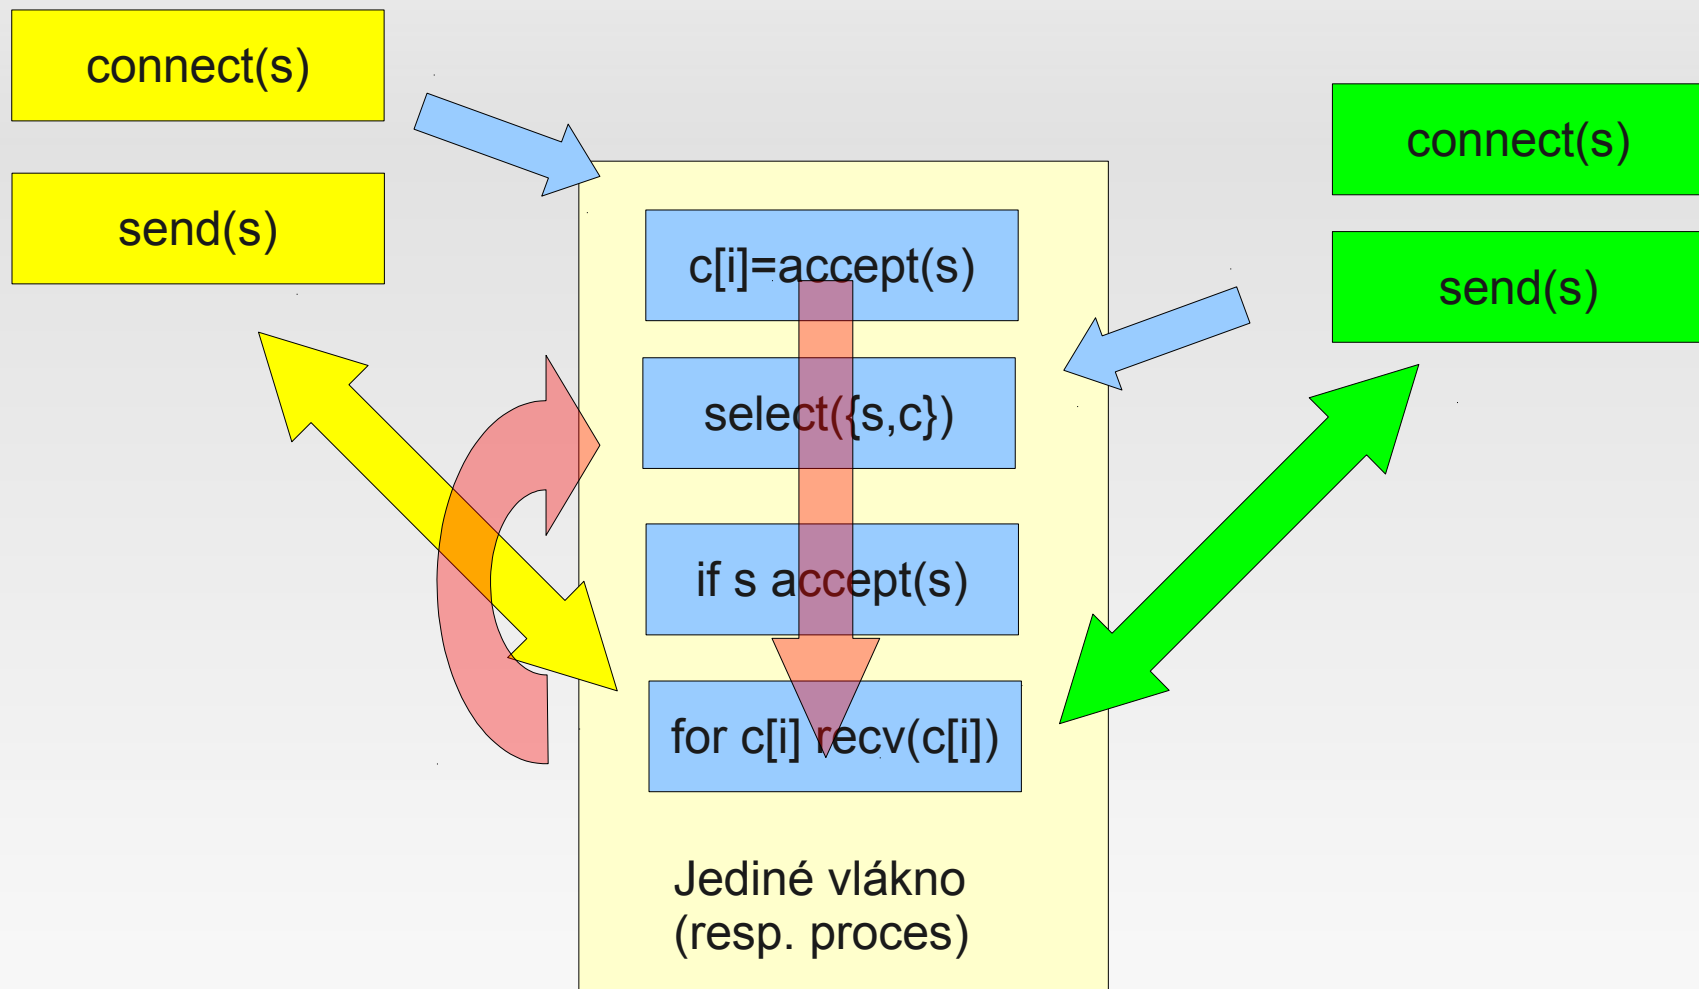 connect(s)
send(s)
c[i]=accept(s)
select({s,c})
if s accept(s)
for c[i] recv(c[i])
Jediné vlákno
(resp. proces)
connect(s)
send(s)